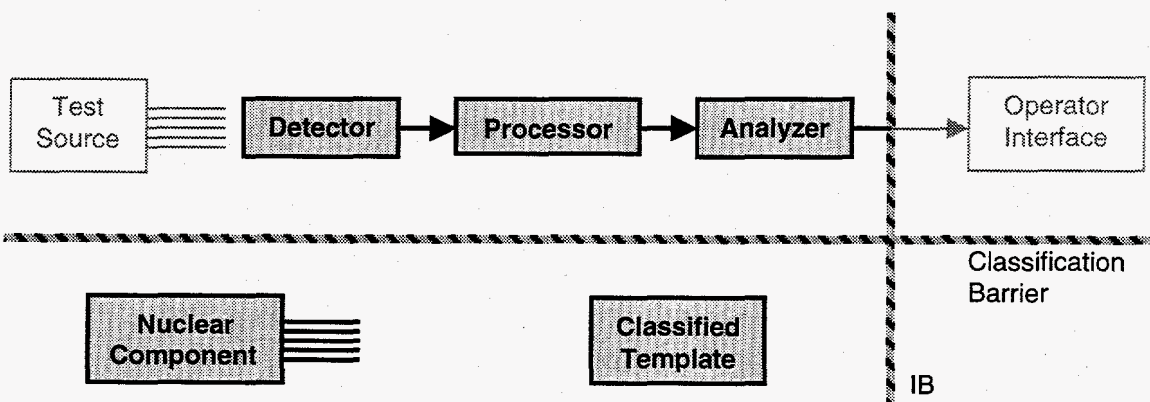 Test
Source
Detector
Processor
Analyzer
Operator
Interface
Classification
Barrier
Nuclear
Component
Classified
Template
IB